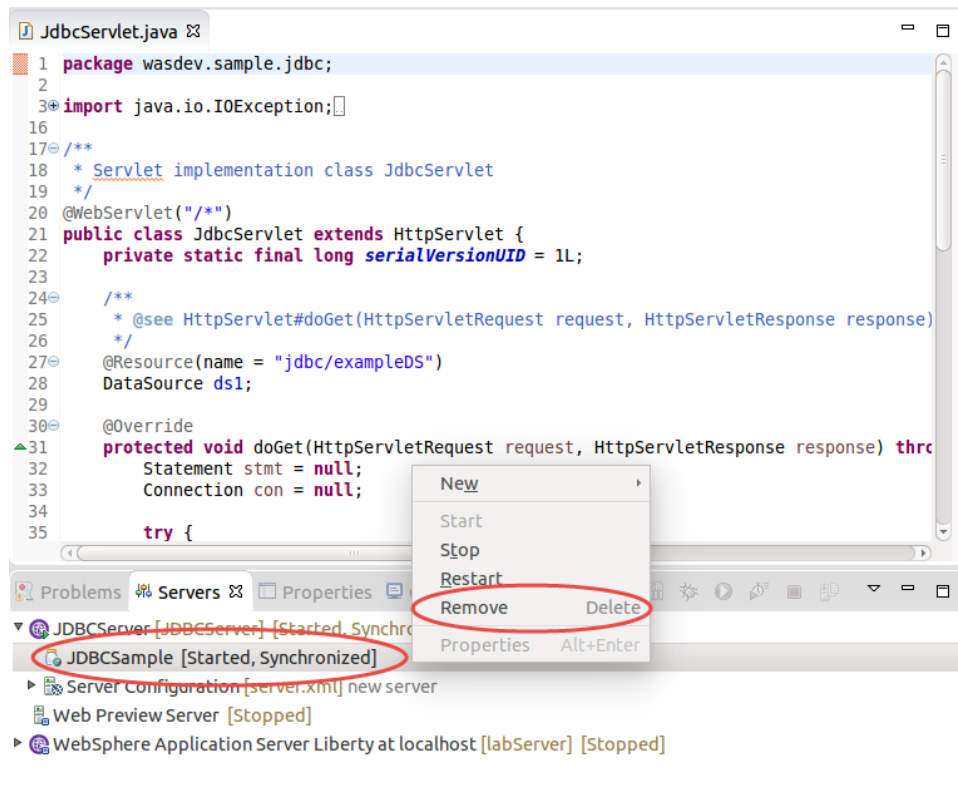 JdbcServlet.java
1 package wasdev.sample.jdbc;
2
3 import java.io.IOException;
16
17 /**
18  * Servlet implementation class JdbcServlet
19  */
20 @WebServlet("/*")
21 public class JdbcServlet extends HttpServlet {
22     private static final long serialVersionUID = 1L;
23
24     /**
25      * @see HttpServlet#doGet(HttpServletRequest request, HttpServletResponse response)
26      */
27     @Resource(name = "jdbc/exampleDS")
28     DataSource ds1;
29
30     @Override
31     protected void doGet(HttpServletRequest request, HttpServletResponse response) thro
32         Statement stmt = null;
33         Connection con = null;
34
35         try {
New
Start
Stop
Restart
Remove Delete
Properties Alt+Enter
Problems Servers Properties
JDBCServer [JDBCServer] [Started, Synchro
JDBCSample [Started, Synchronized]
Server Configuration [server.xml] new server
Web Preview Server [Stopped]
WebSphere Application Server Liberty at localhost [labServer] [Stopped]